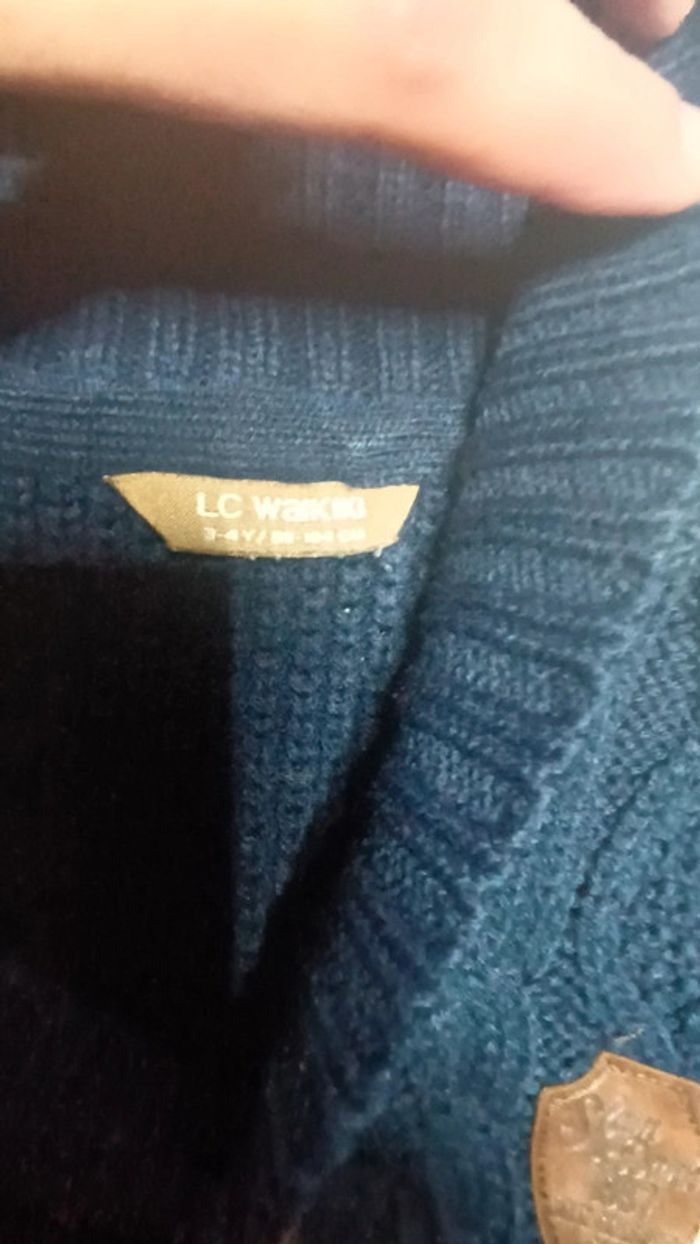 LC WAIKIKI
3-4 Y/ 98-104 CM